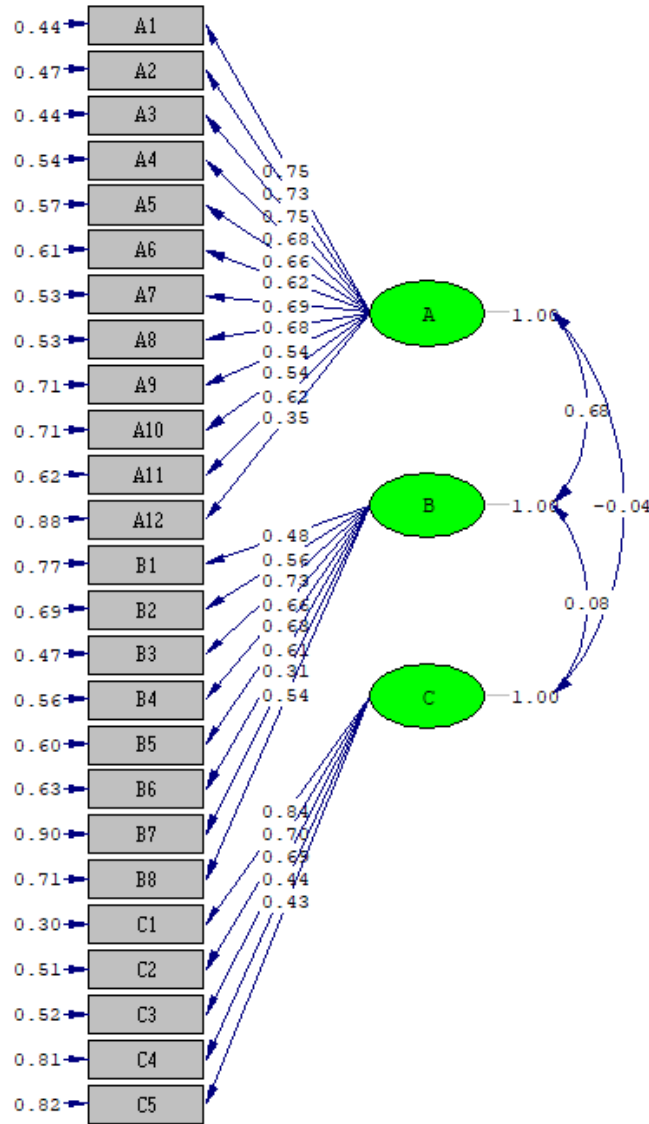 0.44 A1
0.47 A2
0.44 A3
0.54 A4
0.57 A5
0.61 A6
0.53 A7
0.53 A8
0.71 A9
0.71 A10
0.62 A11
0.88 A12
0.77 B1
0.69 B2
0.47 B3
0.56 B4
0.60 B5
0.63 B6
0.90 B7
0.71 B8
0.30 C1
0.51 C2
0.52 C3
0.81 C4
0.82 C5
0.75
0.73
0.75
0.68
0.66
0.62
0.69
0.68
0.54
0.54
0.62
0.35
0.48
0.56
0.73
0.66
0.68
0.61
0.31
0.54
0.84
0.70
0.69
0.44
0.43
A 1.00
B 1.00
C 1.00
0.68
-0.04
0.08